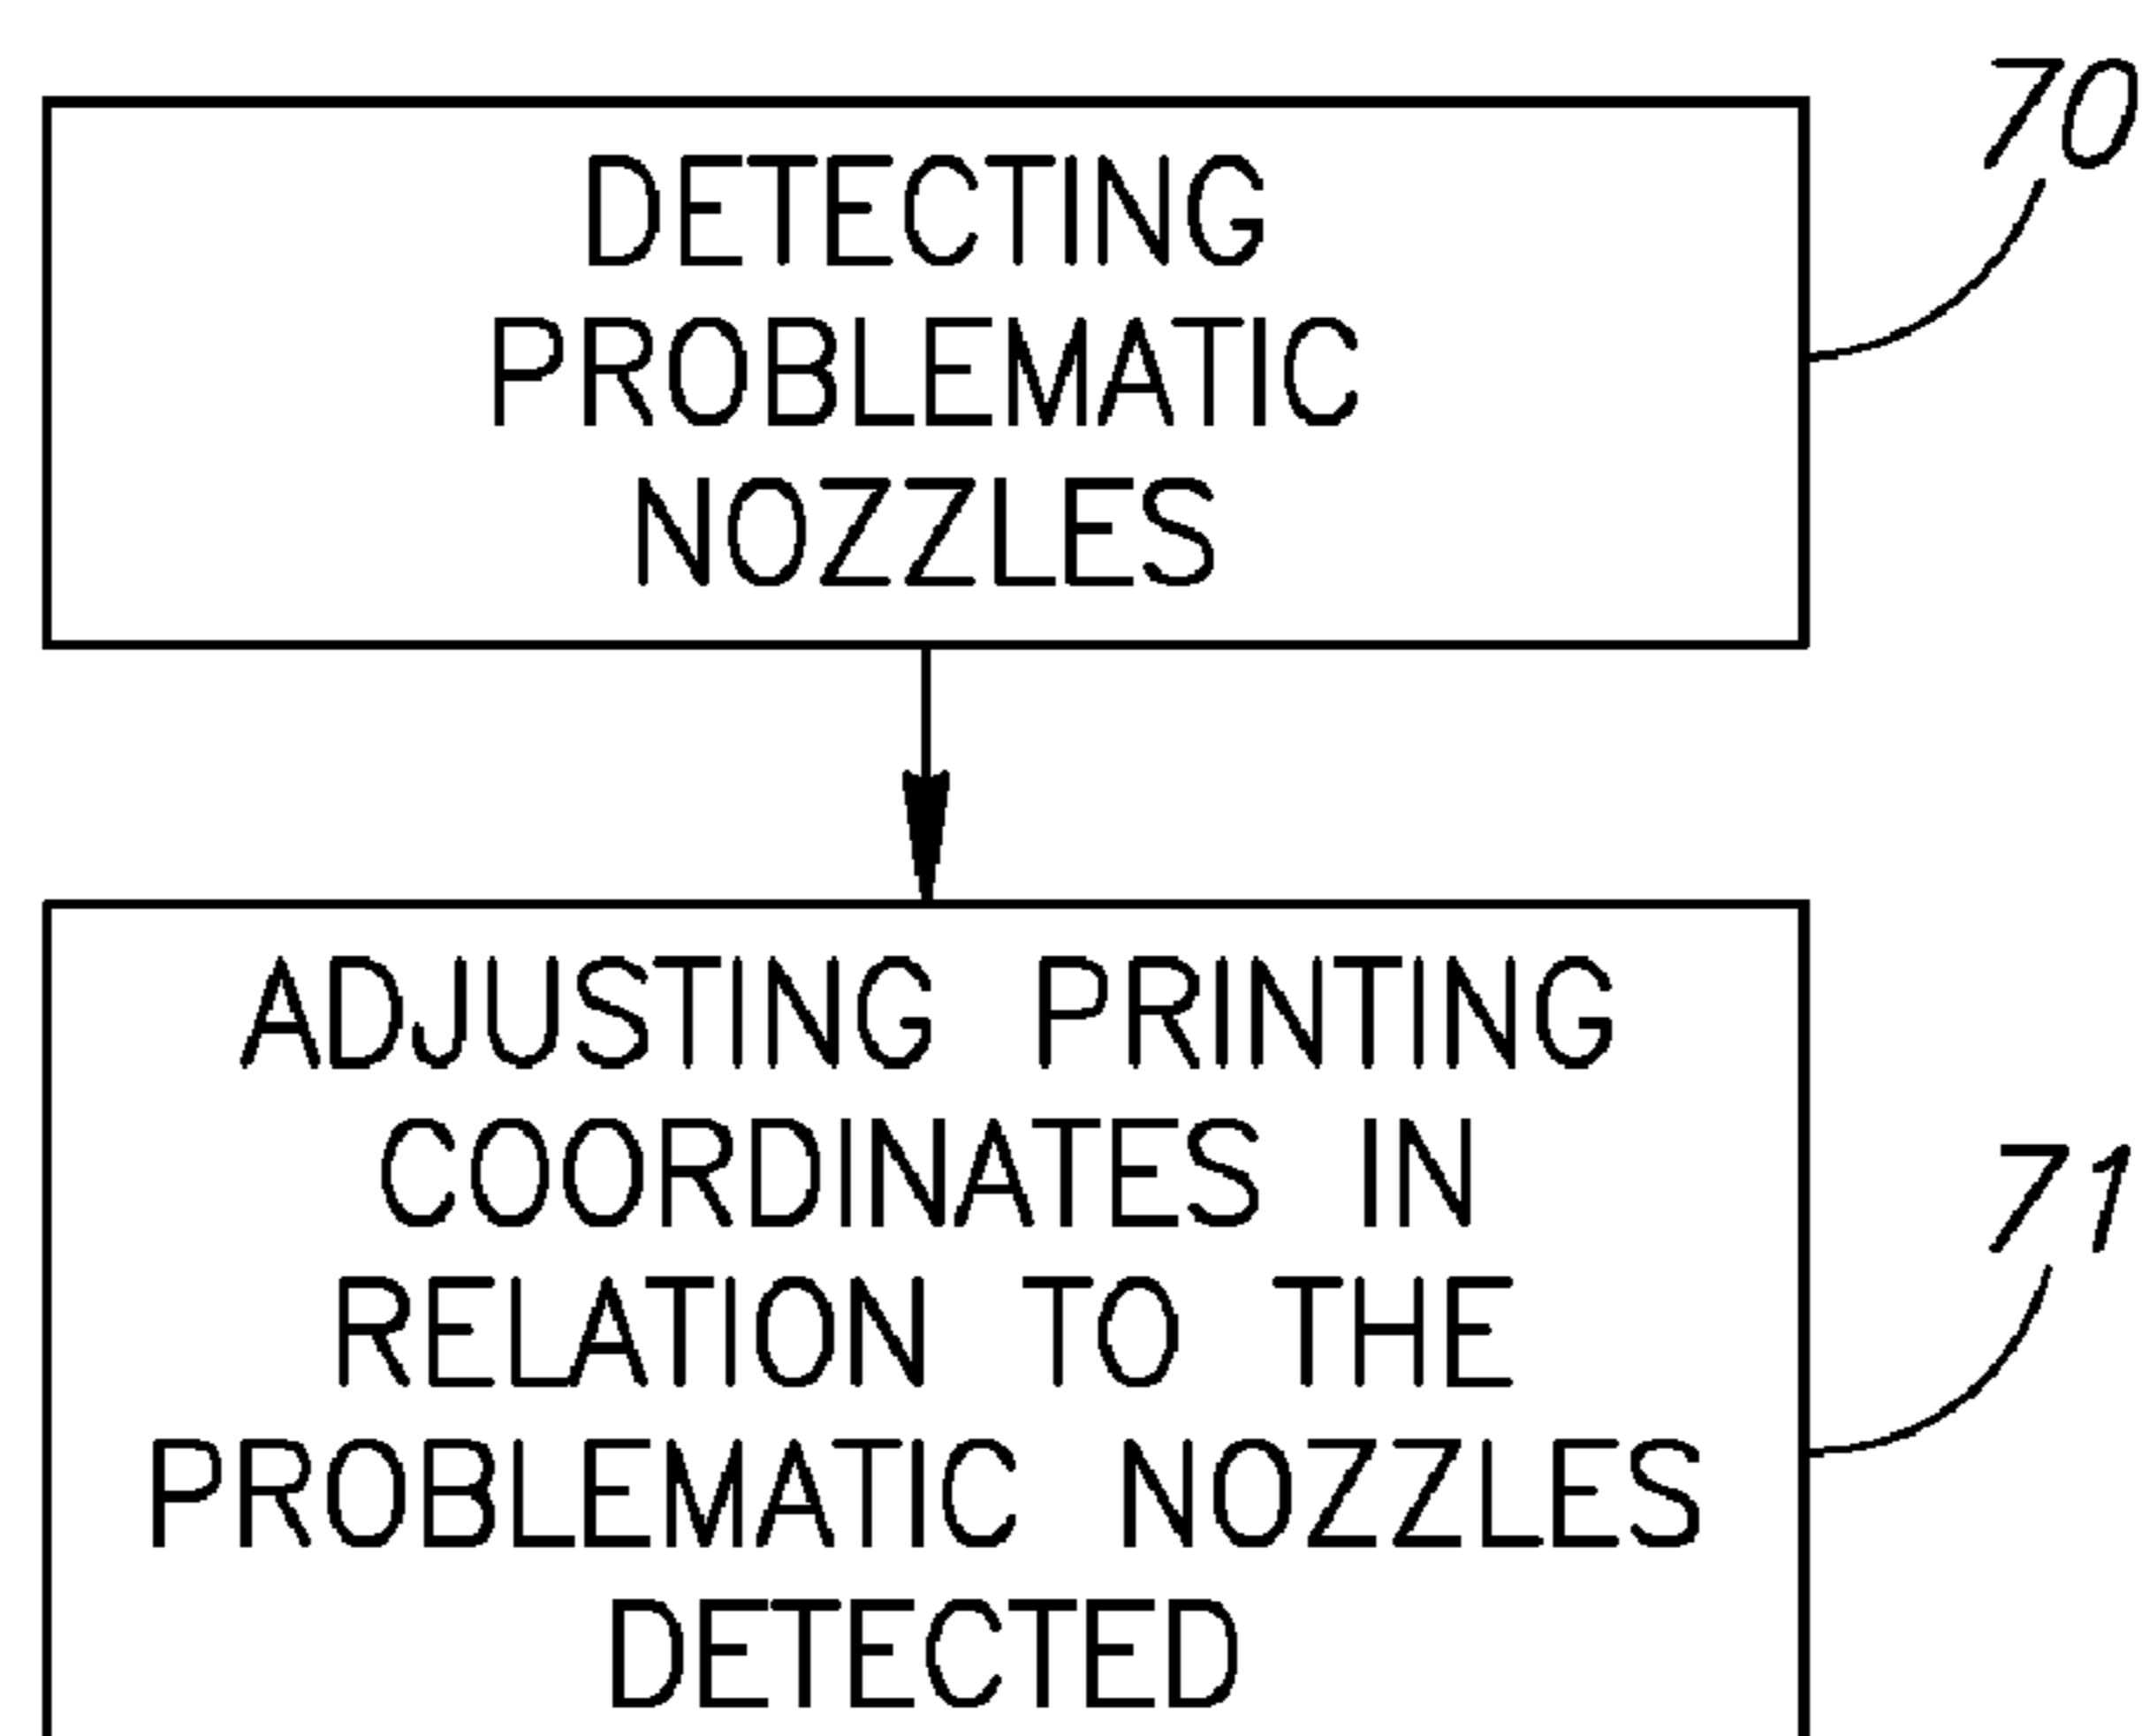 70
DETECTING
PROBLEMATIC
NOZZLES
ADJUSTING PRINTING
COORDINATES IN
71
RELATION TO THE
PROBLEMATIC NOZZLES
DETECTED